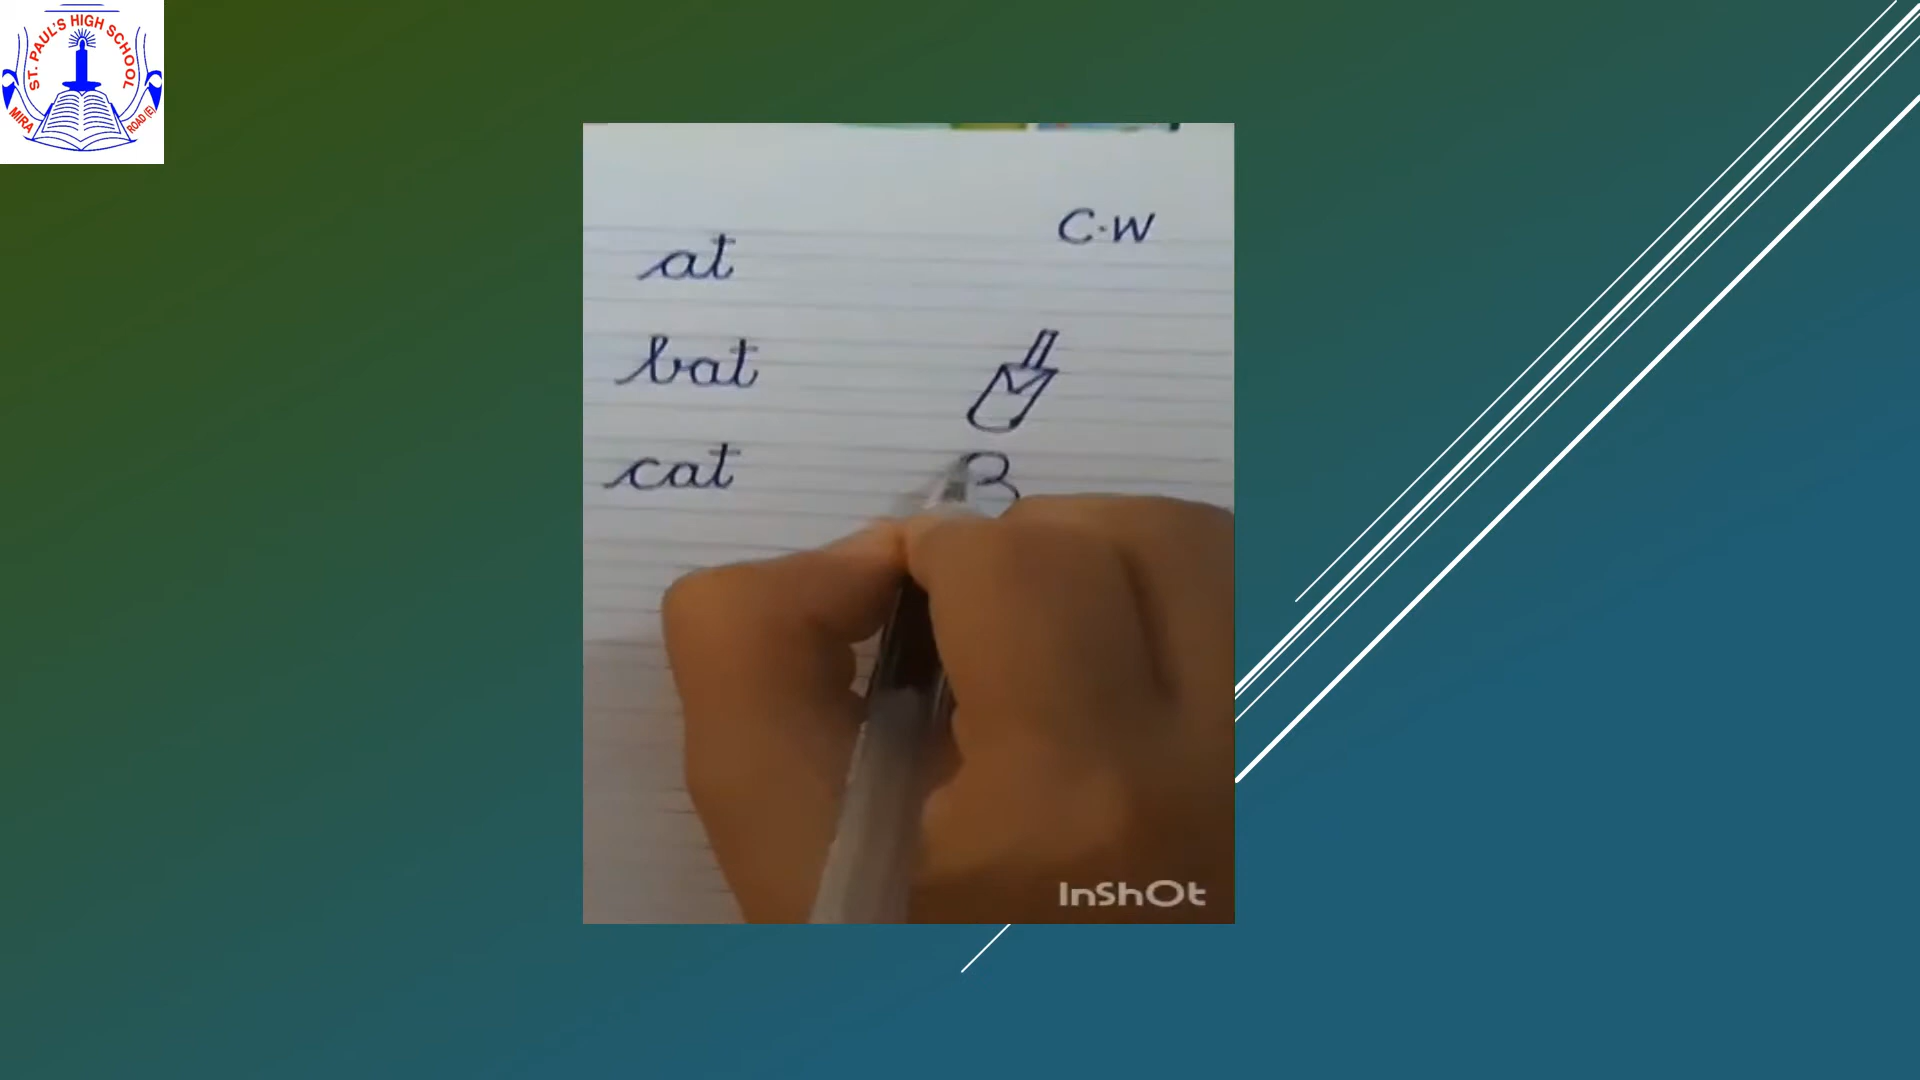 ST. PAUL'S HIGH SCHOOL
MIRA ROAD (E)
C.W
at
bat
cat
InShOt